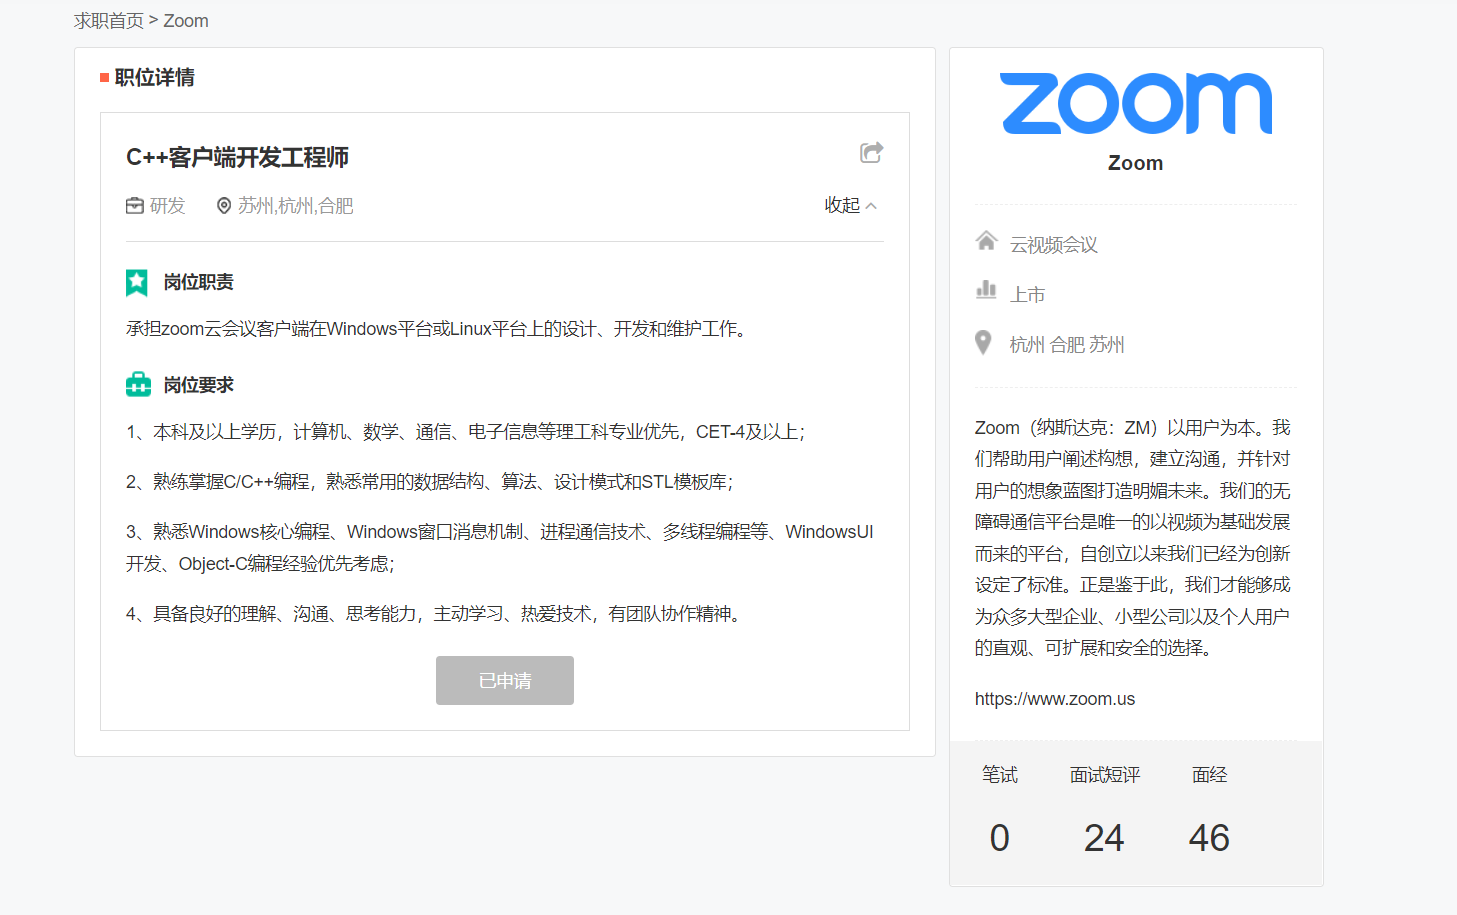 求职首页 > Zoom
职位详情
C++客户端开发工程师
研发
苏州,杭州,合肥
收起
岗位职责
承担zoom云会议客户端在Windows平台或Linux平台上的设计、开发和维护工作。
岗位要求
1、本科及以上学历，计算机、数学、通信、电子信息等理工科专业优先，CET-4及以上；
2、熟练掌握C/C++编程，熟悉常用的数据结构、算法、设计模式和STL模板库；
3、熟悉Windows核心编程、Windows窗口消息机制、进程通信技术、多线程编程等、WindowsUI
开发、Object-C编程经验优先考虑；
4、具备良好的理解、沟通、思考能力，主动学习、热爱技术，有团队协作精神。
已申请
zoom
Zoom
云视频会议
上市
杭州 合肥 苏州
Zoom（纳斯达克：ZM）以用户为本。我
们帮助用户阐述构想，建立沟通，并针对
用户的想象蓝图打造明媚未来。我们的无
障碍通信平台是唯一的以视频为基础发展
而来的平台，自创立以来我们已经为创新
设定了标准。正是鉴于此，我们才能够成
为众多大型企业、小型公司以及个人用户
的直观、可扩展和安全的选择。
https://www.zoom.us
笔试 面试短评 面经
0 24 46